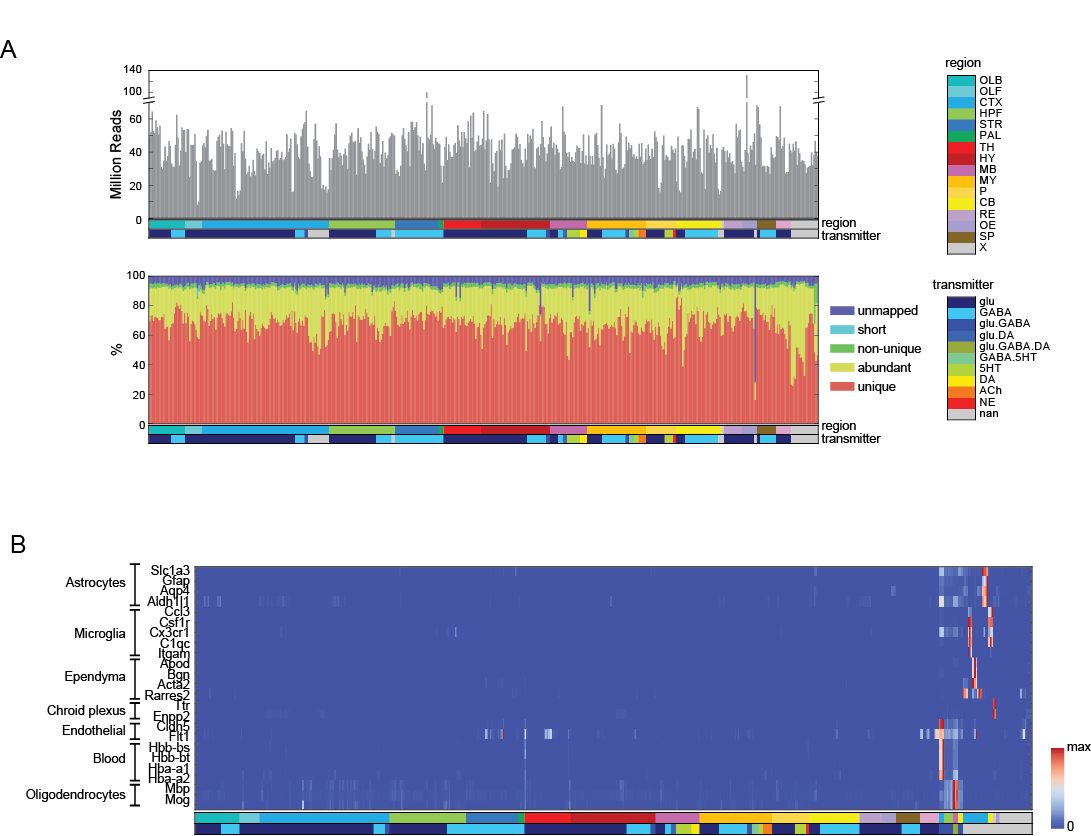 A
140
100
60
40
20
0
Million Reads
region
transmitter
region
OLB
OLF
CTX
HPF
STR
PAL
TH
HY
MB
MY
P
CB
RE
OE
SP
X
100
80
60
40
20
0
%
region
transmitter
unmapped
short
non-unique
abundant
unique
transmitter
glu
GABA
glu.GABA
glu.DA
glu.GABA.DA
GABA.5HT
5HT
DA
ACh
NE
nan
B
Astrocytes
Microglia
Ependyma
Chroid plexus
Endothelial
Blood
Oligodendrocytes
Slc1a3
Gfap
Aqp4
Aldh1l1
Ccl3
Csf1r
Cx3cr1
C1qc
Itgam
Apod
Bgn
Acta2
Rarres2
Ttr
Enpp2
Cldn5
Flt1
Hbb-bs
Hbb-bt
Hba-a1
Hba-a2
Mbp
Mog
max
0